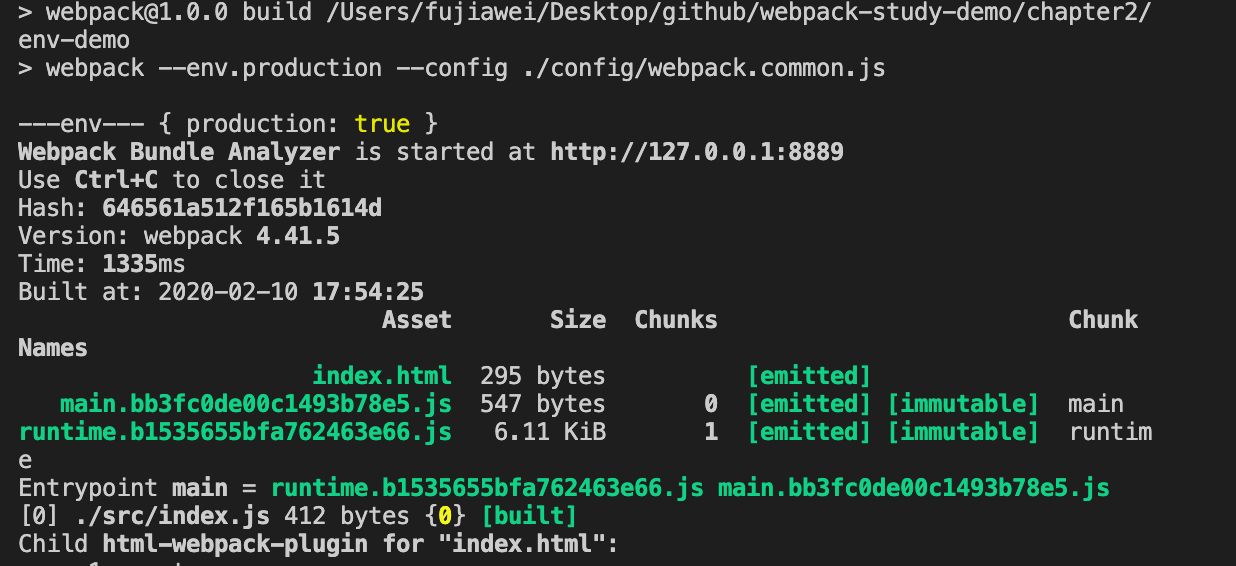 > webpack@1.0.0 build /Users/fujiawei/Desktop/github/webpack-study-demo/chapter2/
env-demo
> webpack --env.production --config ./config/webpack.common.js
---env--- { production: true }
Webpack Bundle Analyzer is started at http://127.0.0.1:8889
Use Ctrl+C to close it
Hash: 646561a512f165b1614d
Version: webpack 4.41.5
Time: 1335ms
Built at: 2020-02-10 17:54:25
Asset Size Chunks Chunk
Names
index.html 295 bytes [emitted]
main.bb3fc0de00c1493b78e5.js 547 bytes 0 [emitted] [immutable] main
runtime.b1535655bfa762463e66.js 6.11 KiB 1 [emitted] [immutable] runtim
e
Entrypoint main = runtime.b1535655bfa762463e66.js main.bb3fc0de00c1493b78e5.js
[0] ./src/index.js 412 bytes {0} [built]
Child html-webpack-plugin for "index.html":